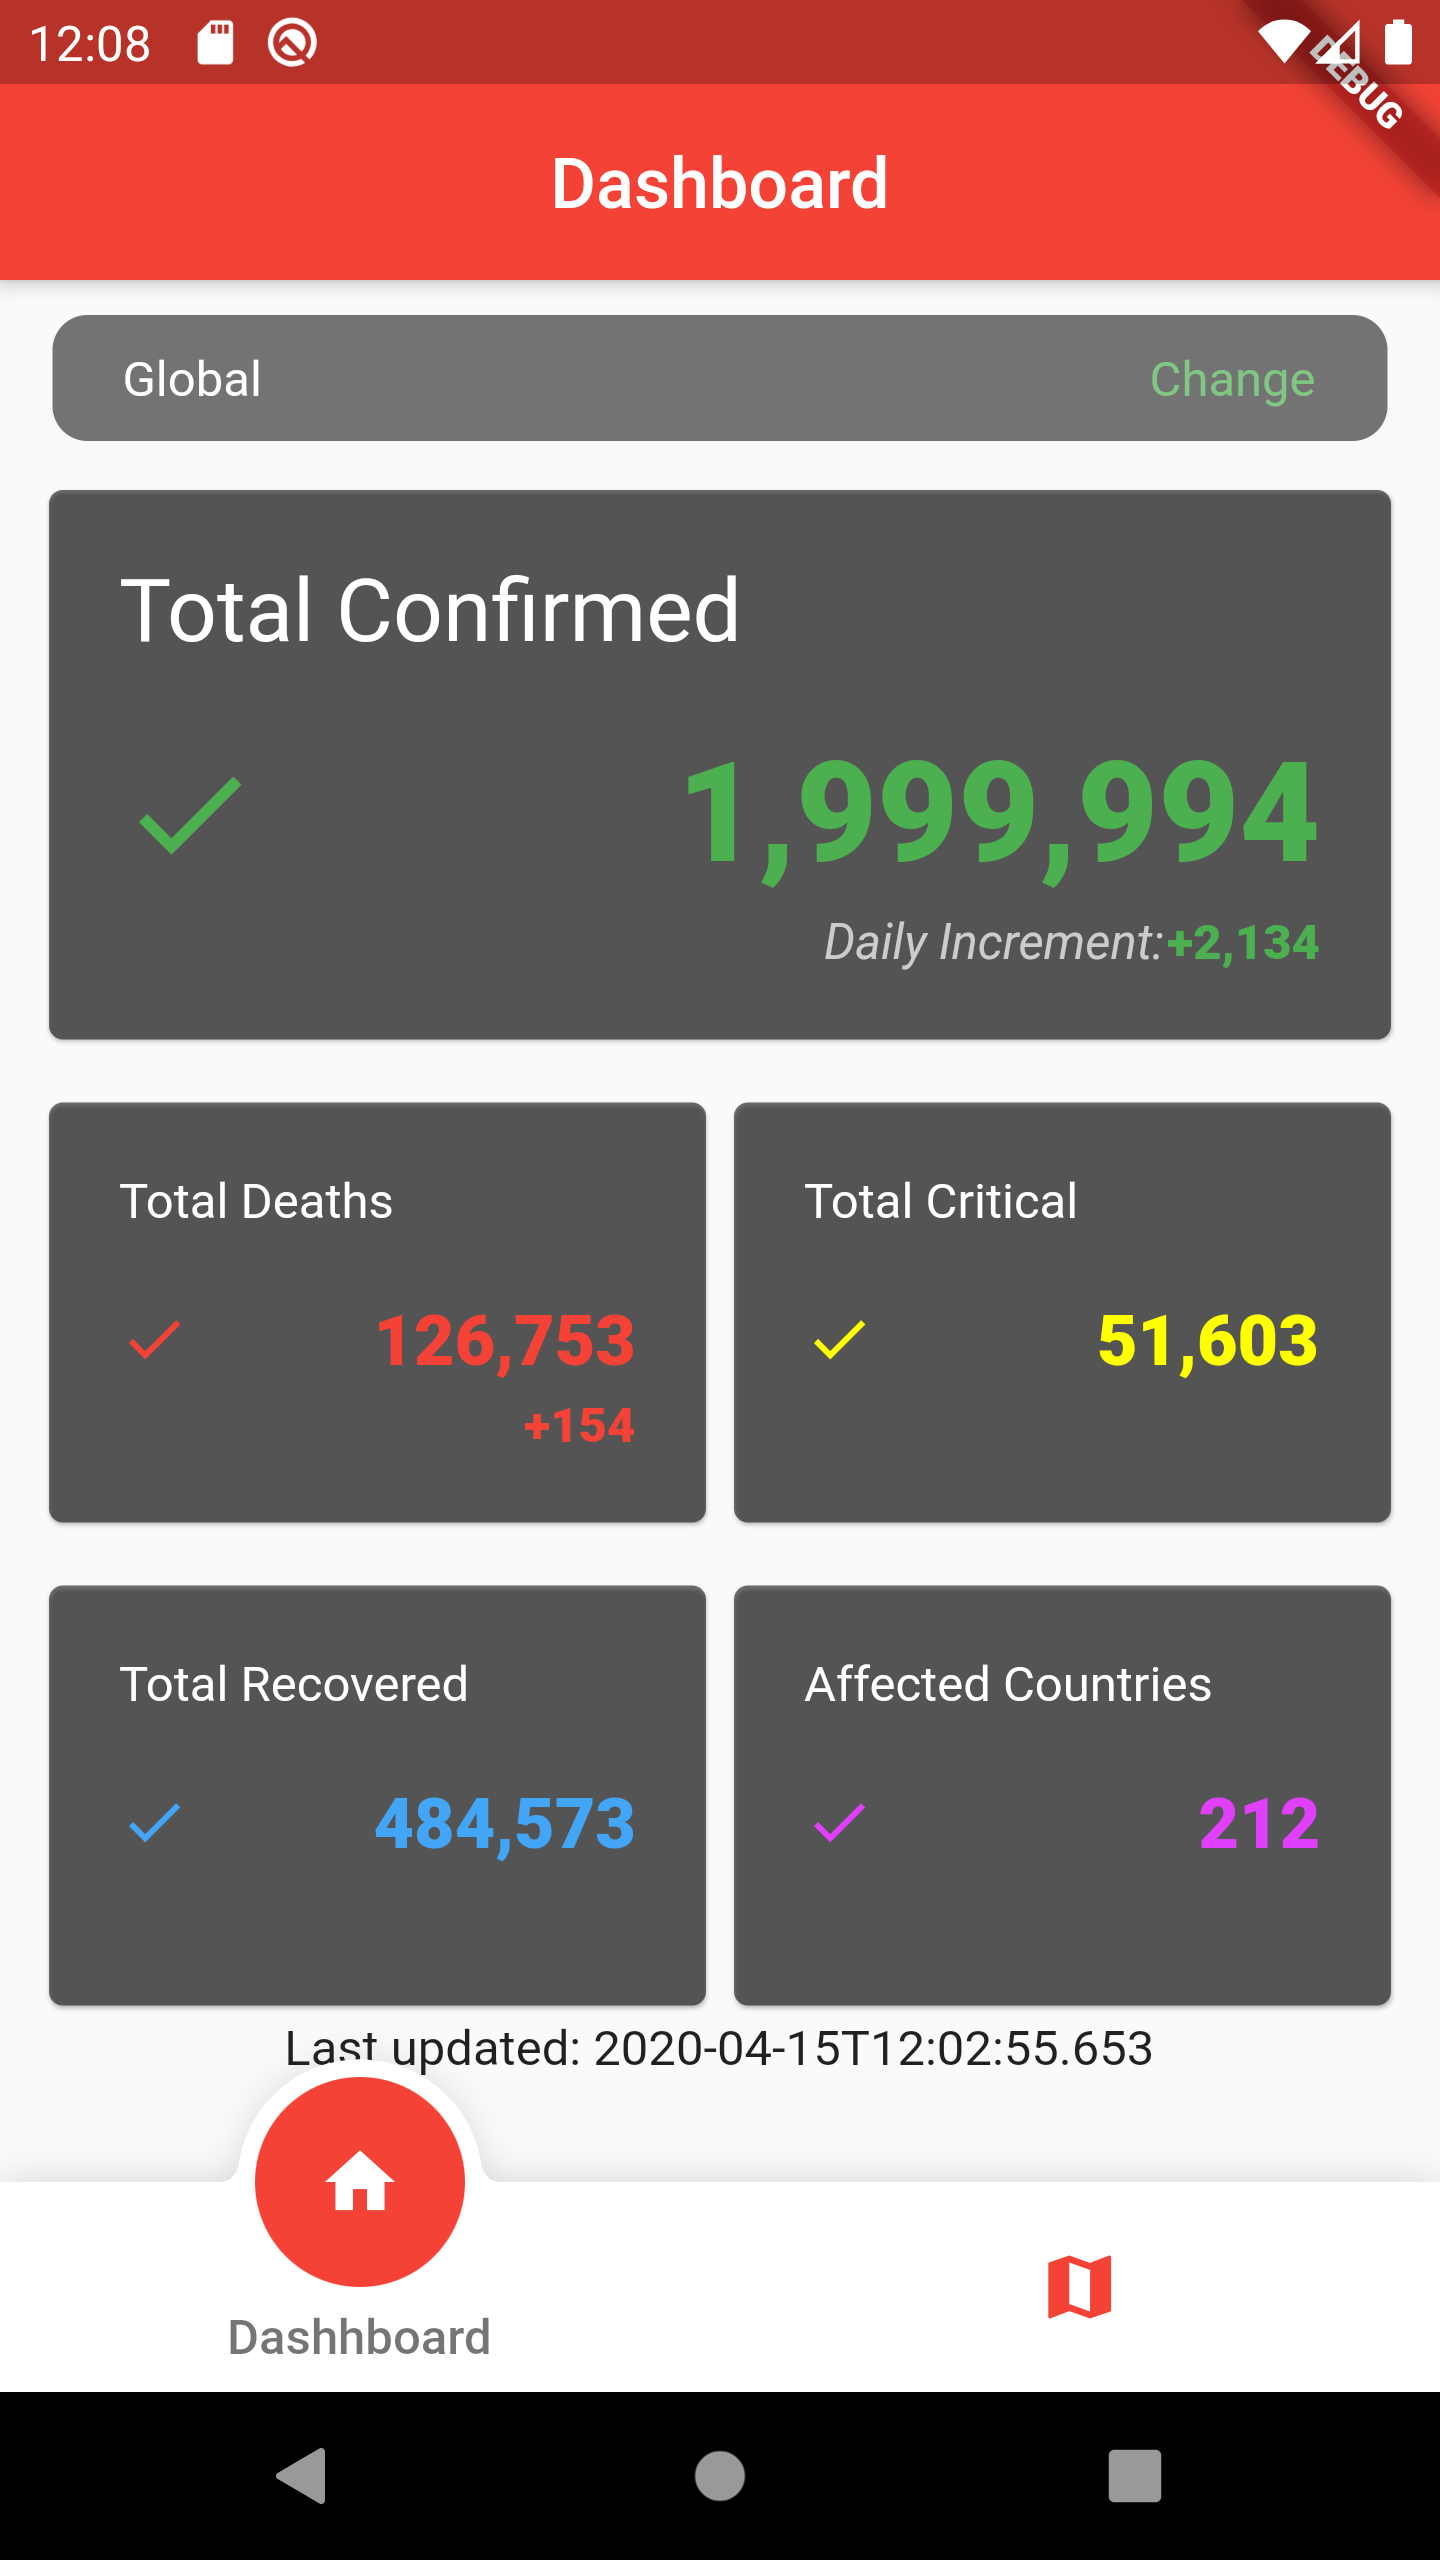 12:08
DEBUG
Dashboard
Global Change
Total Confirmed
1,999,994
Daily Increment:+2,134
Total Deaths
126,753
+154
Total Critical
51,603
Total Recovered
484,573
Affected Countries
212
Last updated: 2020-04-15T12:02:55.653
Dashhboard